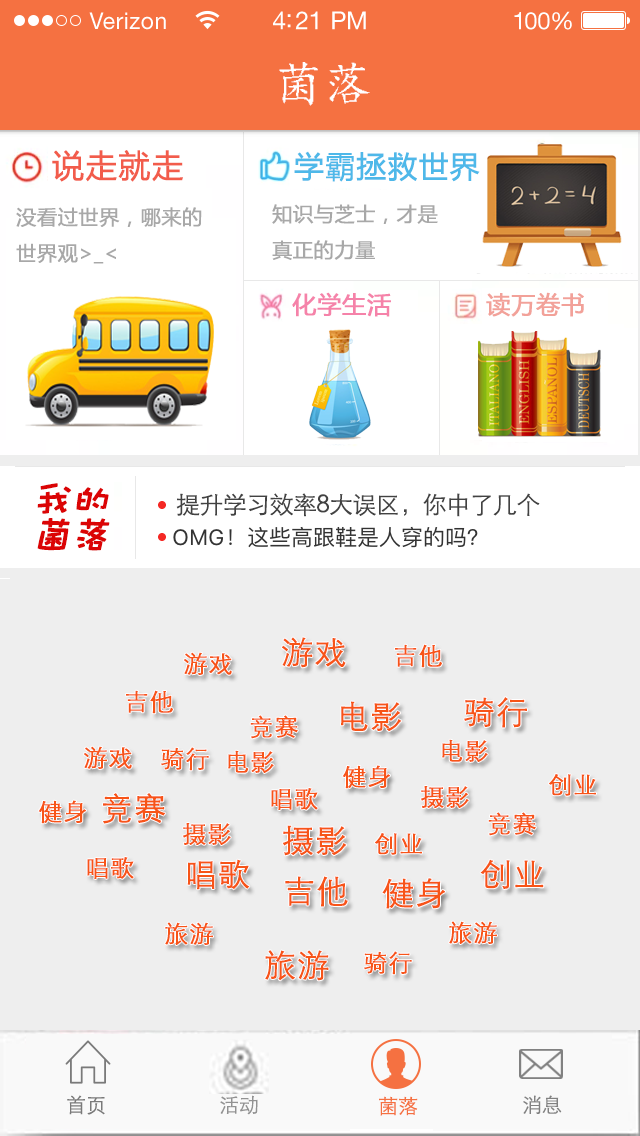 Verizon 4:21 PM 100%
菌落
说走就走
没看过世界，哪来的
世界观>_<
学霸拯救世界
知识与芝士，才是
真正的力量
2+2=4
化学生活
读万卷书
ITALIANO
ENGLISH
ESPAÑOL
DEUTSCH
我的
菌落
提升学习效率8大误区，你中了几个
OMG！这些高跟鞋是人穿的吗?
游戏 游戏 吉他
吉他 竞赛 电影 骑行
游戏 骑行 电影 电影
健身 竞赛 唱歌 健身 摄影 创业
摄影 摄影 创业 竞赛
唱歌 唱歌 吉他 健身 创业
旅游 旅游
旅游 骑行
首页 活动 菌落 消息